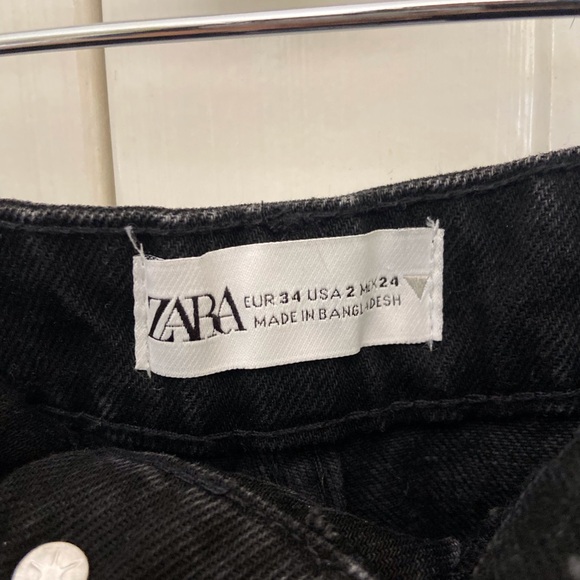 ZARA
EUR 34 USA 2 MEX 24
MADE IN BANGLADESH